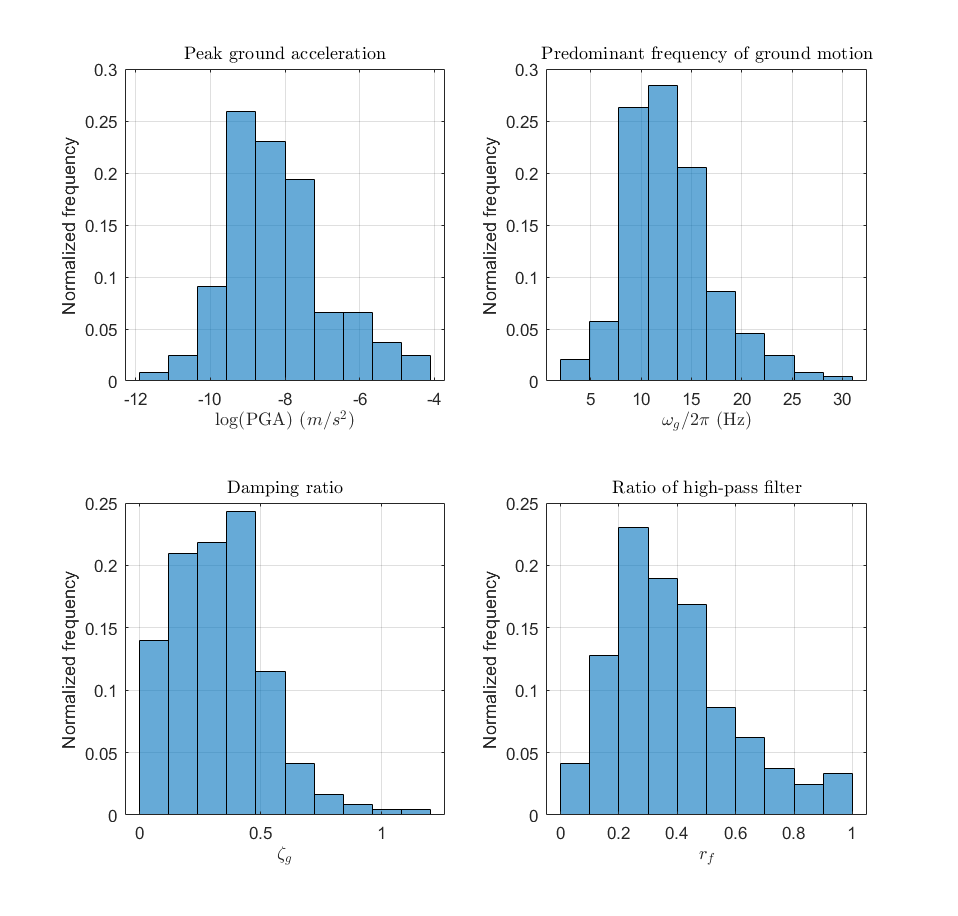 Peak ground acceleration
0.3
0.25
0.2
0.15
0.1
0.05
0
Normalized frequency
-12 -10 -8 -6 -4
log(PGA) (m/s²)
Predominant frequency of ground motion
0.3
0.25
0.2
0.15
0.1
0.05
0
Normalized frequency
5 10 15 20 25 30
ω_g/2π (Hz)
Damping ratio
0.25
0.2
0.15
0.1
0.05
0
Normalized frequency
0 0.5 1
ζ_g
Ratio of high-pass filter
0.25
0.2
0.15
0.1
0.05
0
Normalized frequency
0 0.2 0.4 0.6 0.8 1
r_f